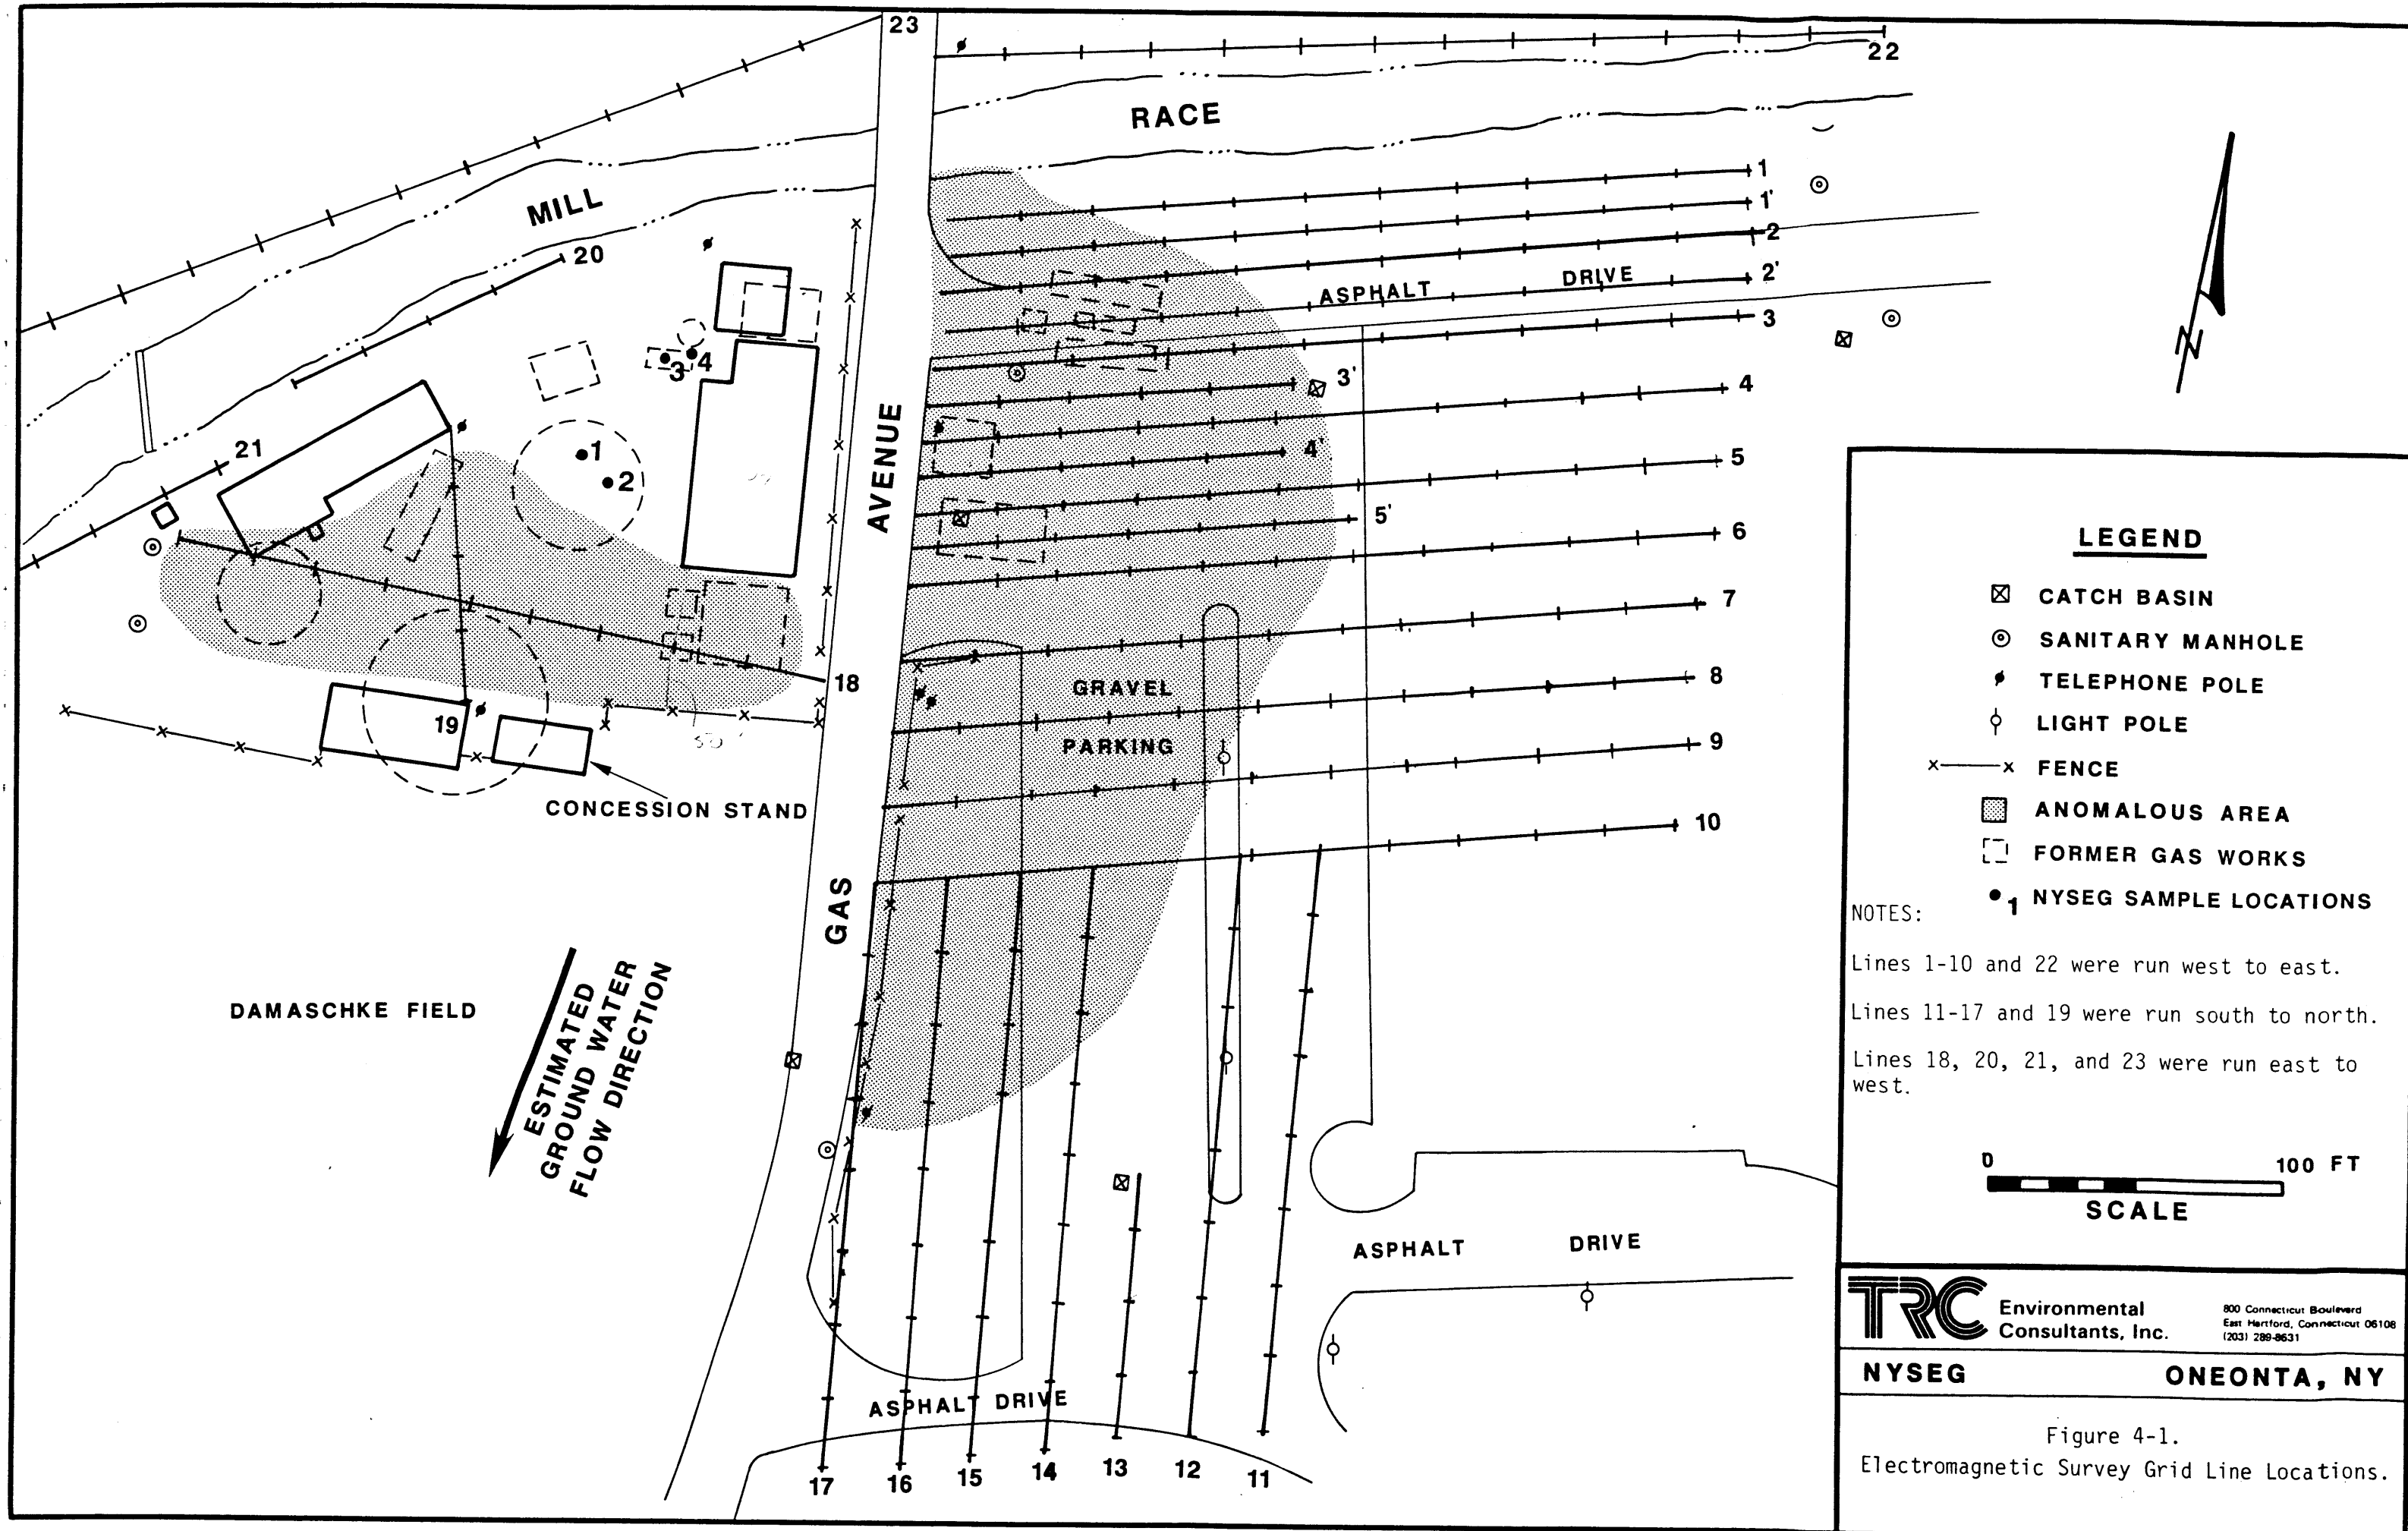 23
22
RACE
MILL
1
1'
2
ASPHALT DRIVE
2'
3
20
3 4
3'
4
AVENUE
21
1
2
4'
5
5'
6
7
18
GRAVEL
PARKING
8
19
9
CONCESSION STAND
10
GAS
DAMASCHKE FIELD
ESTIMATED
GROUND WATER
FLOW DIRECTION
ASPHALT DRIVE
ASPHALT DRIVE
17 16 15 14 13 12 11
N
LEGEND
CATCH BASIN
SANITARY MANHOLE
TELEPHONE POLE
LIGHT POLE
x x FENCE
ANOMALOUS AREA
FORMER GAS WORKS
1 NYSEG SAMPLE LOCATIONS
NOTES:
Lines 1-10 and 22 were run west to east.
Lines 11-17 and 19 were run south to north.
Lines 18, 20, 21, and 23 were run east to
west.
0 100 FT
SCALE
TRC Environmental
Consultants, Inc.
800 Connecticut Boulevard
East Hartford, Connecticut 06108
(203) 289-8631
NYSEG ONEONTA, NY
Figure 4-1.
Electromagnetic Survey Grid Line Locations.